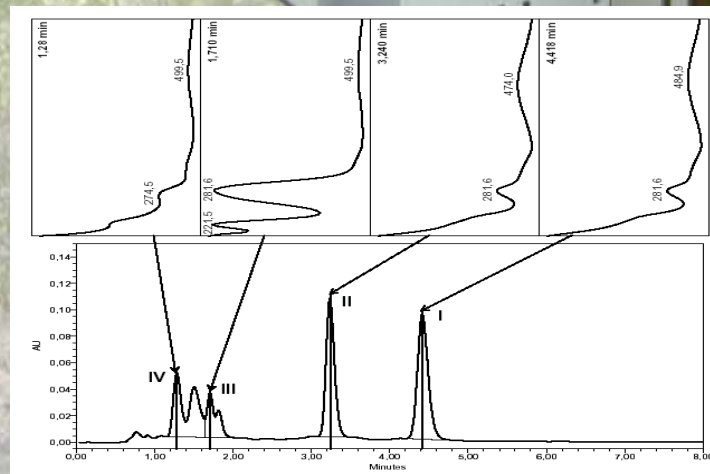 1,28 min
499,5
274,5
1,710 min
499,5
281,6
221,5
3,240 min
474,0
281,6
4,418 min
484,9
281,6
0,14
0,12
0,10
0,08
0,06
0,04
0,02
0,00
AU
IV
III
II
I
0,00
1,00
2,00
3,00
4,00
5,00
6,00
7,00
8,00
Minutes